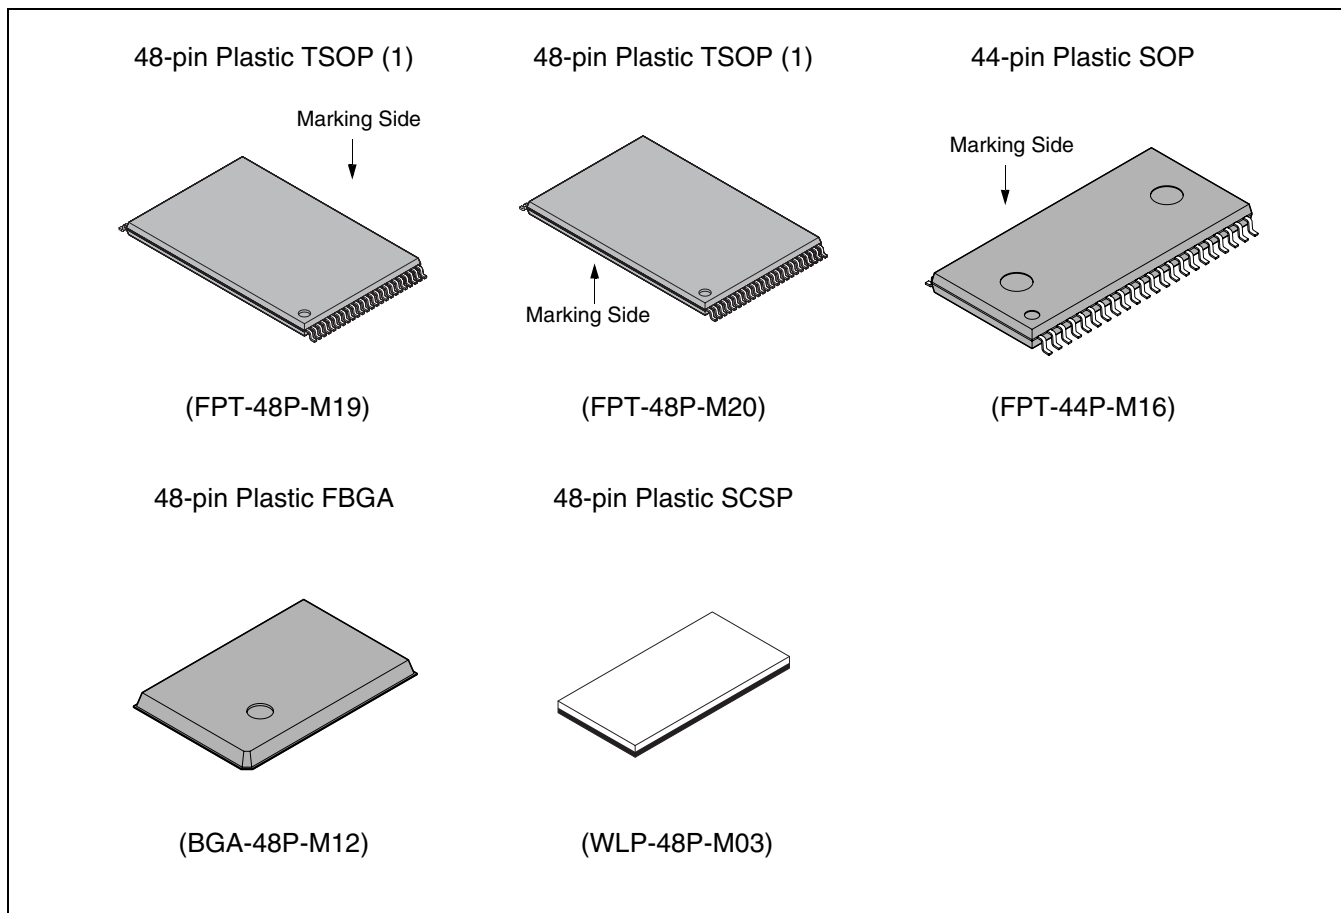 48-pin Plastic TSOP (1)
48-pin Plastic TSOP (1)
44-pin Plastic SOP
Marking Side
Marking Side
Marking Side
(FPT-48P-M19)
(FPT-48P-M20)
(FPT-44P-M16)
48-pin Plastic FBGA
48-pin Plastic SCSP
(BGA-48P-M12)
(WLP-48P-M03)